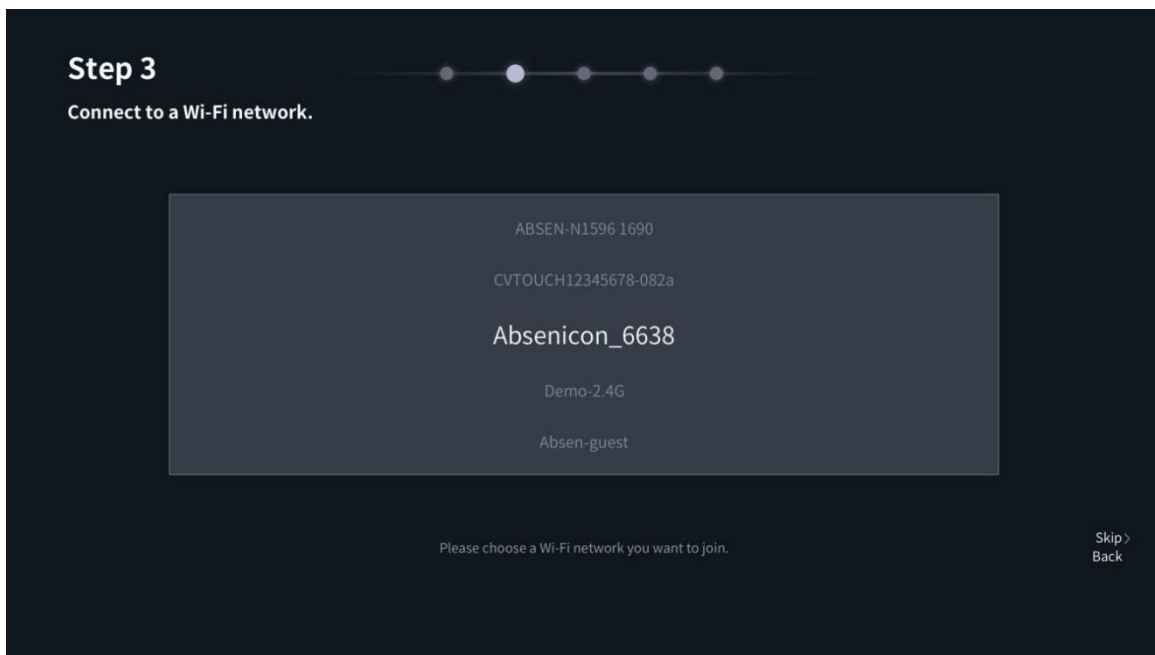 Step 3
Connect to a Wi-Fi network.
ABSEN-N1596 1690
CVTOUCH12345678-082a
Absenicon_6638
Demo-2.4G
Absen-guest
Please choose a Wi-Fi network you want to join.
Skip>
Back